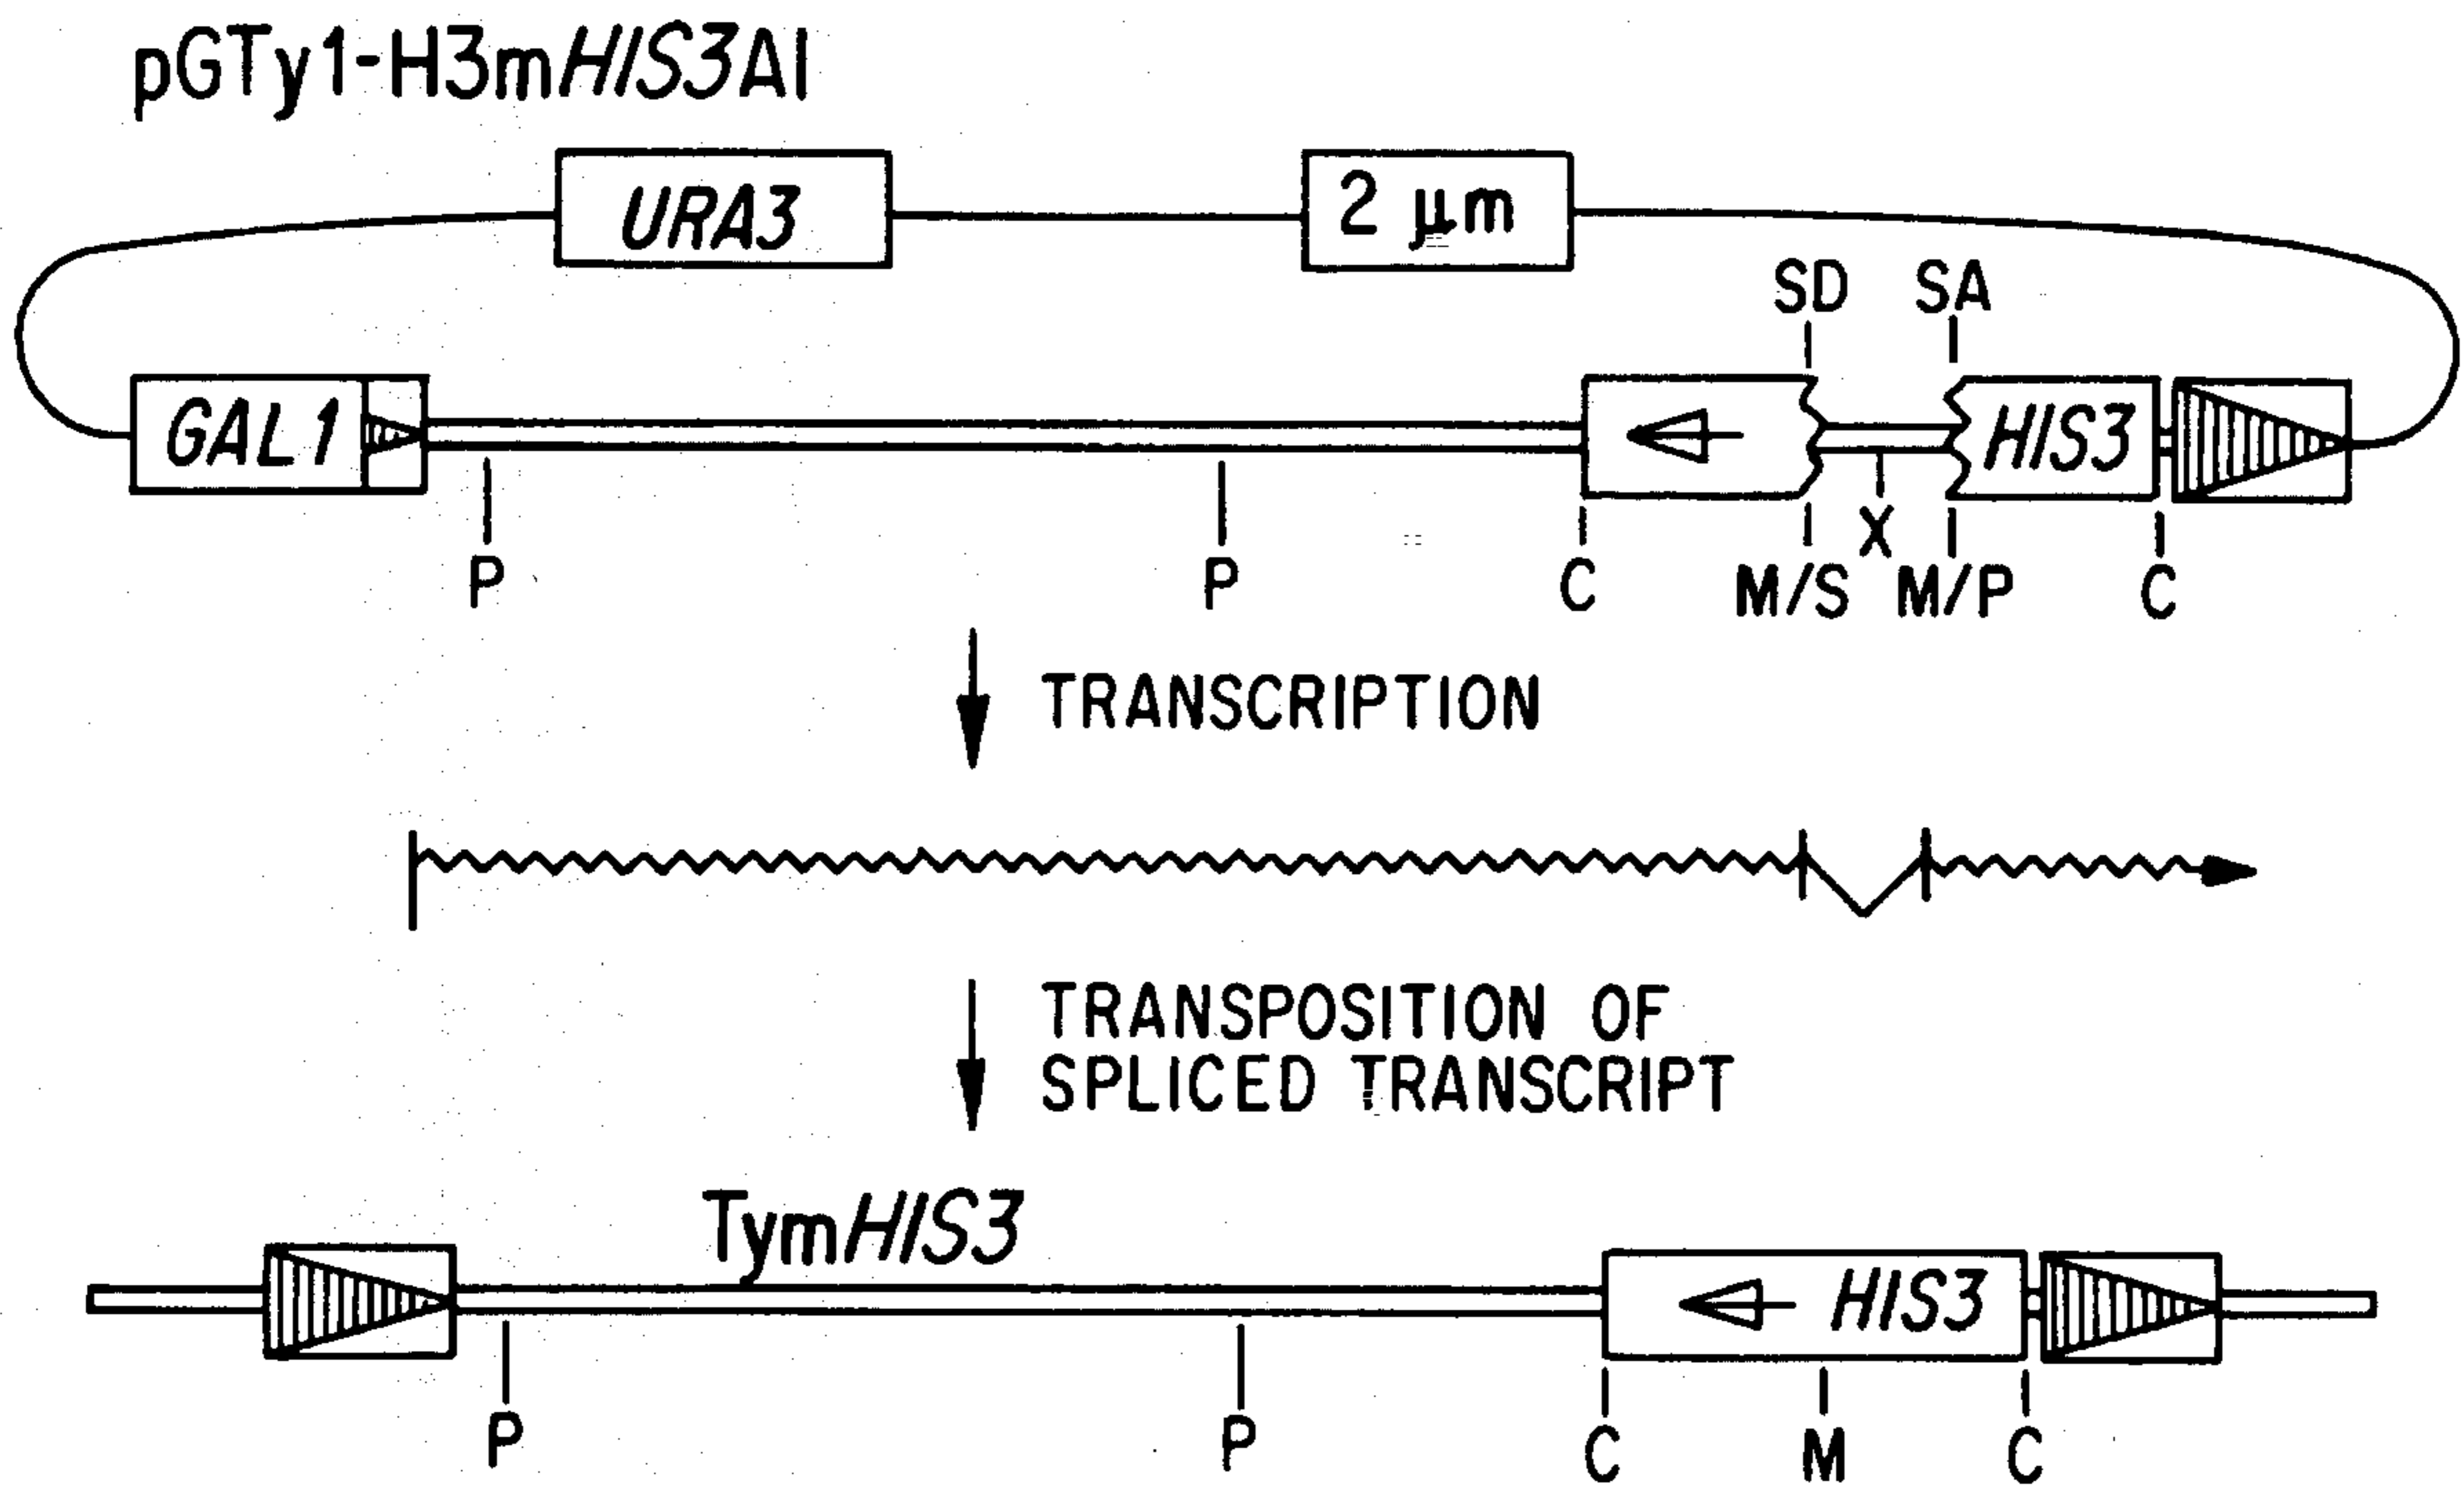 pGTy1-H3mHIS3AI
URA3
2 μm
SD SA
GAL1
HIS3
P P C M/S X M/P C
TRANSCRIPTION
TRANSPOSITION OF
SPLICED TRANSCRIPT
TymHIS3
HIS3
P P C M C